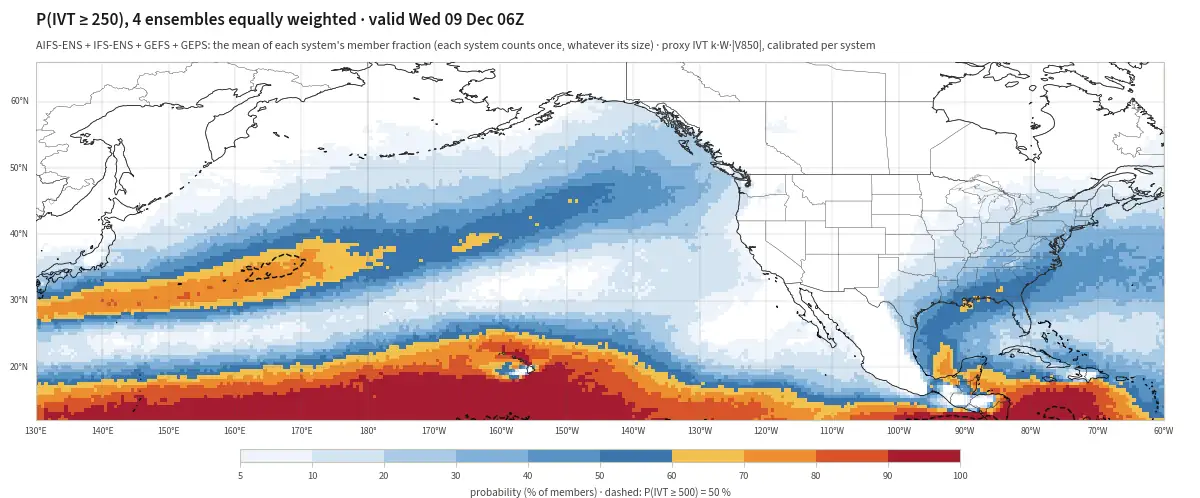 P(IVT ≥ 250), 4 ensembles equally weighted · valid Wed 09 Dec 06Z
AIFS-ENS + IFS-ENS + GEFS + GEPS: the mean of each system's member fraction (each system counts once, whatever its size) · proxy IVT k·W·|V850|, calibrated per system
60°N
50°N
40°N
30°N
20°N
130°E 140°E 150°E 160°E 170°E 180° 170°W 160°W 150°W 140°W 130°W 120°W 110°W 100°W 90°W 80°W 70°W 60°W
5 10 20 30 40 50 60 70 80 90 100
probability (% of members) · dashed: P(IVT ≥ 500) = 50 %